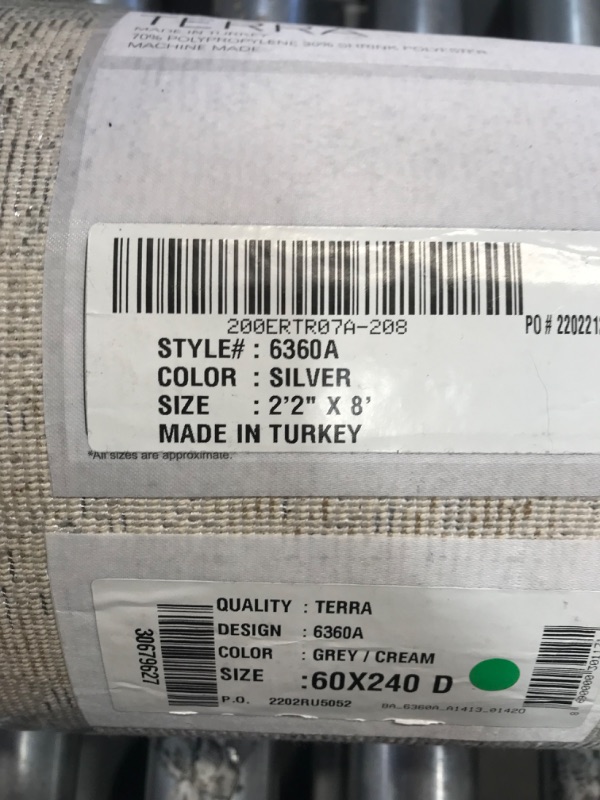 TERRA
MADE IN TURKEY
70% POLYPROPYLENE 30% SHRINK POLYESTER
MACHINE MADE
200ERTR07A-208
PO # 2202212
STYLE# : 6360A
COLOR : SILVER
SIZE : 2'2" X 8'
MADE IN TURKEY
*All sizes are approximate.
30679627
QUALITY : TERRA
DESIGN : 6360A
COLOR : GREY / CREAM
SIZE :60X240 D
P.O. 2202RU5052
8A_6360A_A1413_01420